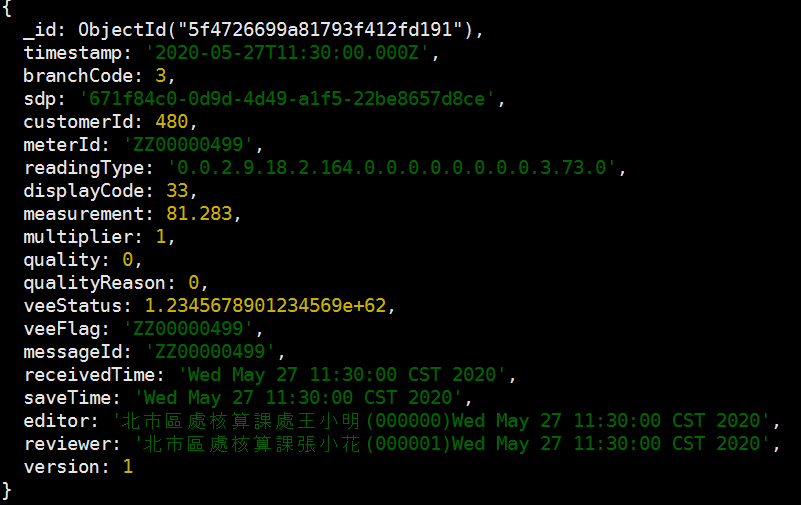 {
_id: ObjectId("5f4726699a81793f412fd191"),
timestamp: '2020-05-27T11:30:00.000Z',
branchCode: 3,
sdp: '671f84c0-0d9d-4d49-a1f5-22be8657d8ce',
customerId: 480,
meterId: 'ZZ00000499',
readingType: '0.0.2.9.18.2.164.0.0.0.0.0.0.0.0.3.73.0',
displayCode: 33,
measurement: 81.283,
multiplier: 1,
quality: 0,
qualityReason: 0,
veeStatus: 1.2345678901234569e+62,
veeFlag: 'ZZ00000499',
messageId: 'ZZ00000499',
receivedTime: 'Wed May 27 11:30:00 CST 2020',
saveTime: 'Wed May 27 11:30:00 CST 2020',
editor: '北市區處核算課處王小明(000000)Wed May 27 11:30:00 CST 2020',
reviewer: '北市區處核算課張小花(000001)Wed May 27 11:30:00 CST 2020',
version: 1
}